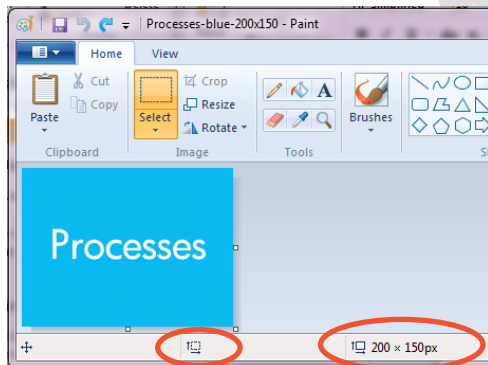 Processes-blue-200x150 - Paint
Home View
Paste
Cut
Copy
Clipboard
Select
Crop
Resize
Rotate
Image
A
Tools
Brushes
Processes
200 × 150px